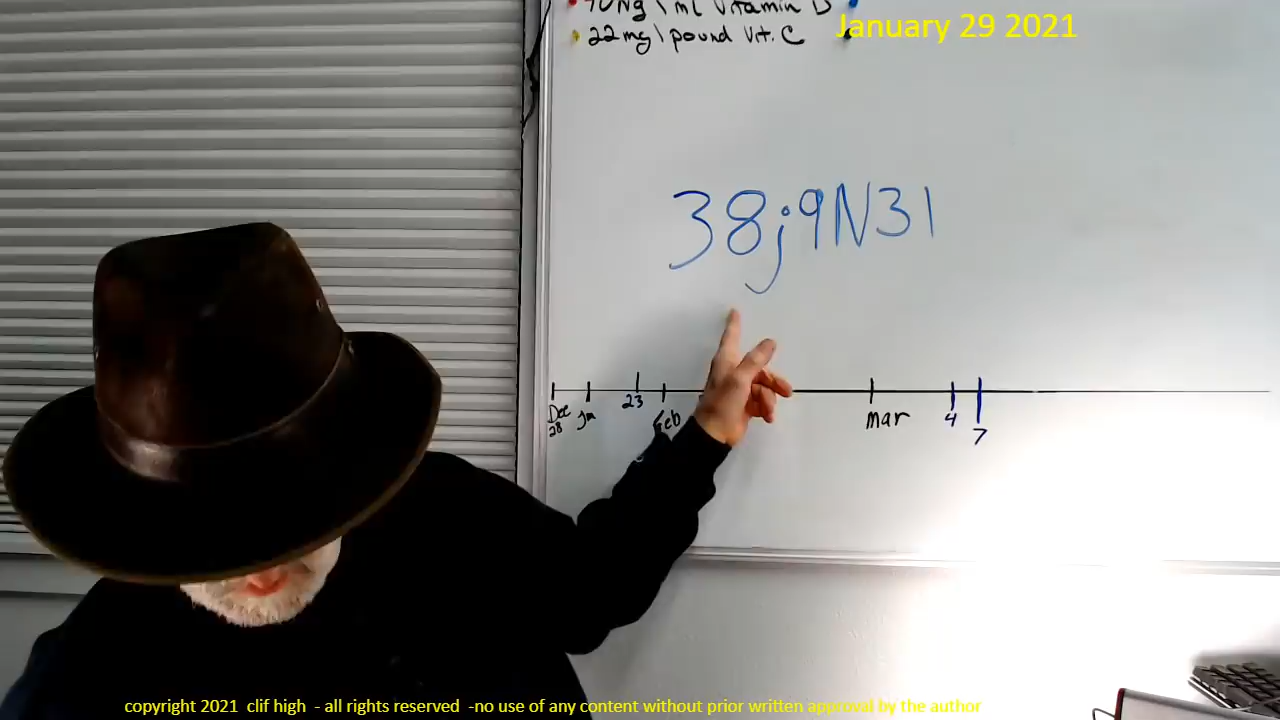 70Ng\ml Vitamin D
January 29 2021
22mg\pound Vit. C
38j9N31
Dec 28 Jan 23 Feb Mar 4 7
copyright 2021 clif high - all rights reserved -no use of any content without prior written approval by the author